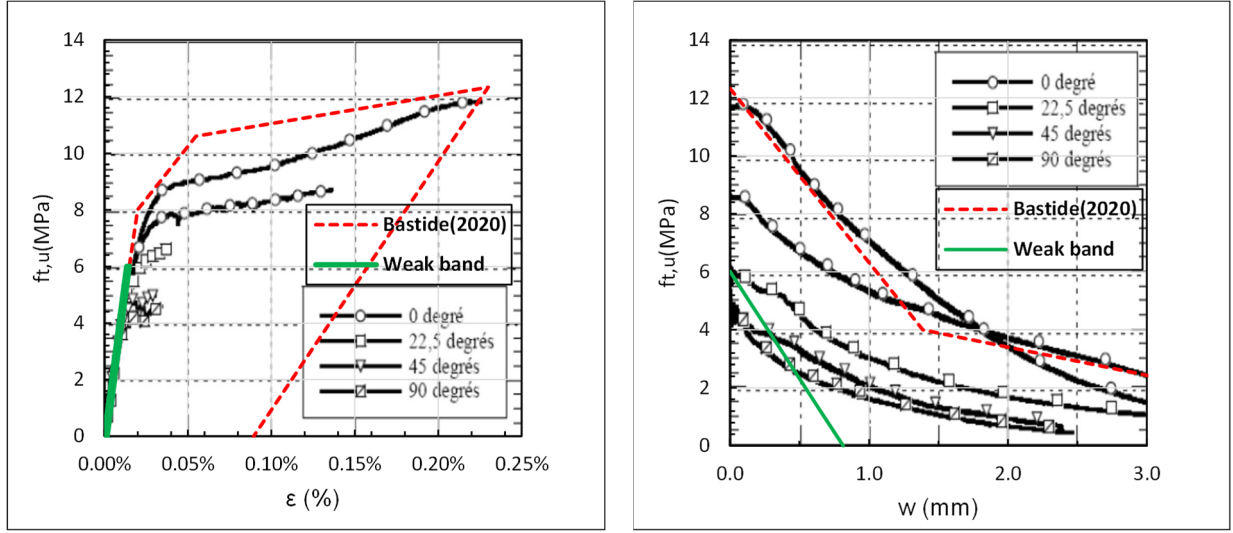 14
12
10
8
6
4
2
0
ft,u(MPa)
0.00%
0.05%
0.10%
0.15%
0.20%
0.25%
ε (%)
Bastide(2020)
Weak band
0 degré
22,5 degrés
45 degrés
90 degrés
14
12
10
8
6
4
2
0
ft,u(MPa)
0.0
1.0
2.0
3.0
w (mm)
0 degré
22,5 degrés
45 degrés
90 degrés
Bastide(2020)
Weak band